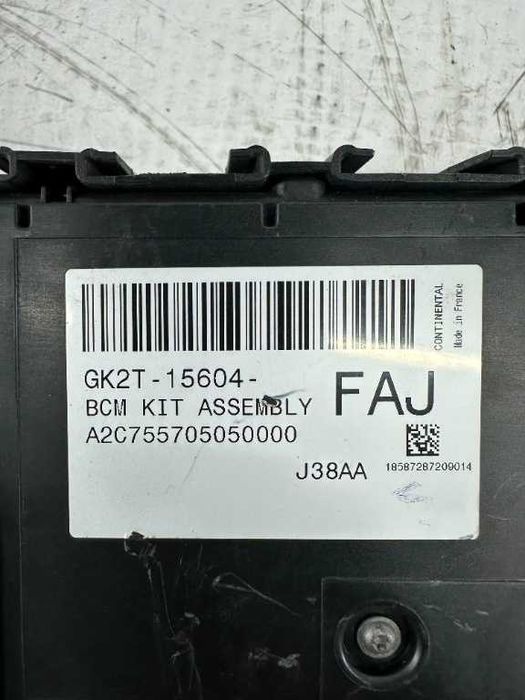 GK2T-15604-
BCM KIT ASSEMBLY
FAJ
A2C755705050000
J38AA
18587287209014
CONTINENTAL
Made in France